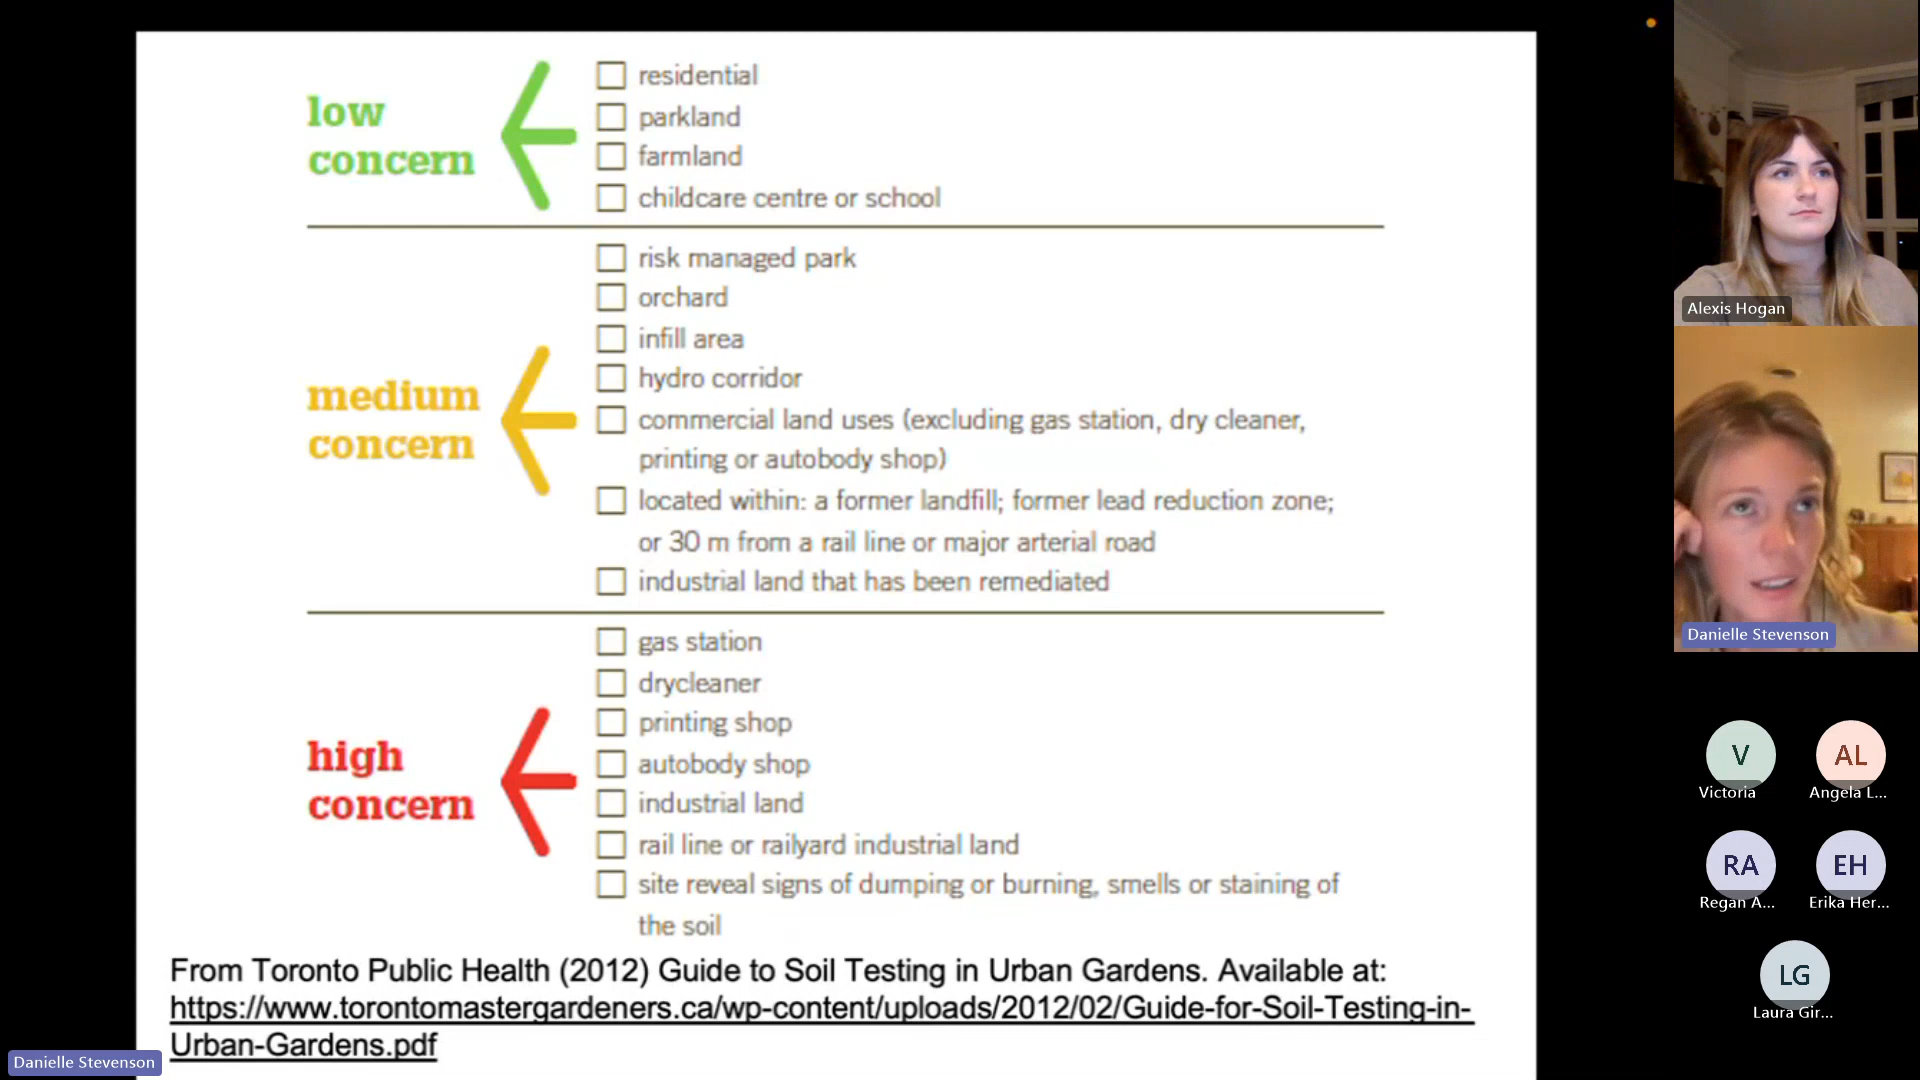 low
concern
residential
parkland
farmland
childcare centre or school
medium
concern
risk managed park
orchard
infill area
hydro corridor
commercial land uses (excluding gas station, dry cleaner,
printing or autobody shop)
located within: a former landfill; former lead reduction zone;
or 30 m from a rail line or major arterial road
industrial land that has been remediated
high
concern
gas station
drycleaner
printing shop
autobody shop
industrial land
rail line or railyard industrial land
site reveal signs of dumping or burning, smells or staining of
the soil
From Toronto Public Health (2012) Guide to Soil Testing in Urban Gardens. Available at:
https://www.torontomastergardeners.ca/wp-content/uploads/2012/02/Guide-for-Soil-Testing-in-
Urban-Gardens.pdf
Danielle Stevenson
Alexis Hogan
Danielle Stevenson
V
Victoria
AL
Angela L...
RA
Regan A...
EH
Erika Her...
LG
Laura Gir...